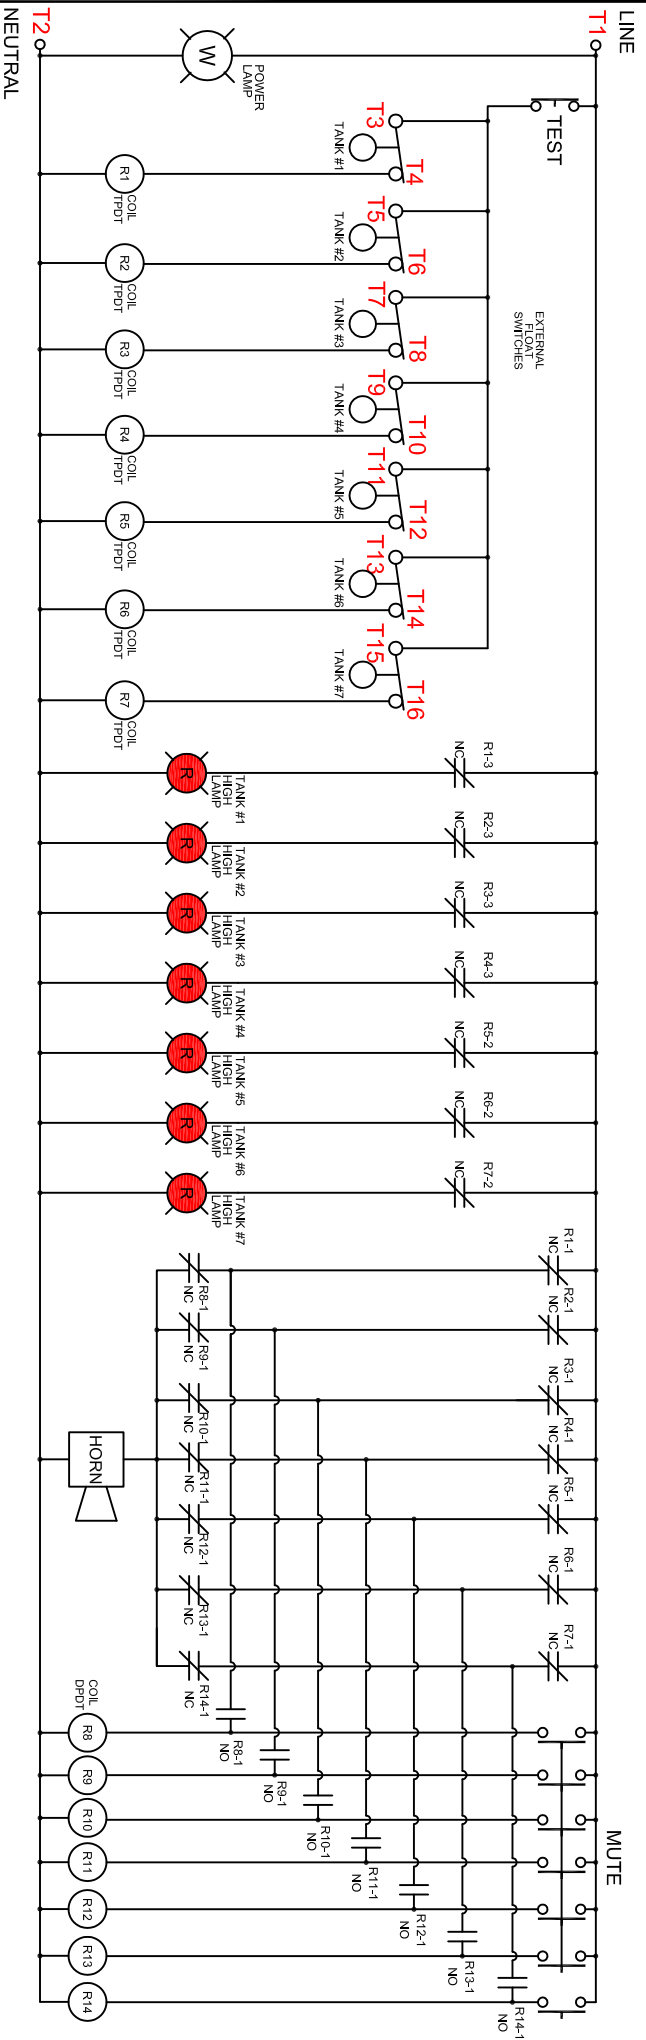 LINE
T1
T2
NEUTRAL
W
POWER
LAMP
TEST
EXTERNAL
FLOAT
SWITCHES
T3
T4
TANK #1
R1
COIL
TPDT
T5
T6
TANK #2
R2
COIL
TPDT
T7
T8
TANK #3
R3
COIL
TPDT
T9
T10
TANK #4
R4
COIL
TPDT
T11
T12
TANK #5
R5
COIL
TPDT
T13
T14
TANK #6
R6
COIL
TPDT
T15
T16
TANK #7
R7
COIL
TPDT
R1-3
NC
R
TANK #1
HIGH
LAMP
R2-3
NC
R
TANK #2
HIGH
LAMP
R3-3
NC
R
TANK #3
HIGH
LAMP
R4-3
NC
R
TANK #4
HIGH
LAMP
R5-2
NC
R
TANK #5
HIGH
LAMP
R6-2
NC
R
TANK #6
HIGH
LAMP
R7-2
NC
R
TANK #7
HIGH
LAMP
R1-1
NC
R8-1
NC
R2-1
NC
R9-1
NC
R3-1
NC
R10-1
NC
R4-1
NC
R11-1
NC
R5-1
NC
R12-1
NC
R6-1
NC
R13-1
NC
R7-1
NC
R14-1
NC
HORN
MUTE
COIL
DPDT
R8
R8-1
NO
R9
R9-1
NO
R10
R10-1
NO
R11
R11-1
NO
R12
R12-1
NO
R13
R13-1
NO
R14
R14-1
NO